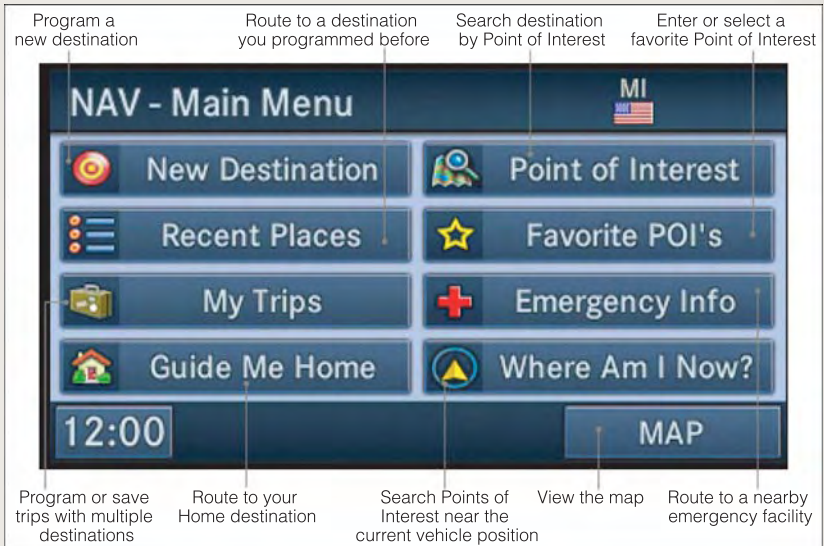 Program a
new destination
Route to a destination
you programmed before
Search destination
by Point of Interest
Enter or select a
favorite Point of Interest
NAV - Main Menu
MI
New Destination
Point of Interest
Recent Places
Favorite POI's
My Trips
Emergency Info
Guide Me Home
Where Am I Now?
12:00
MAP
Program or save
trips with multiple
destinations
Route to your
Home destination
Search Points of
Interest near the
current vehicle position
View the map
Route to a nearby
emergency facility